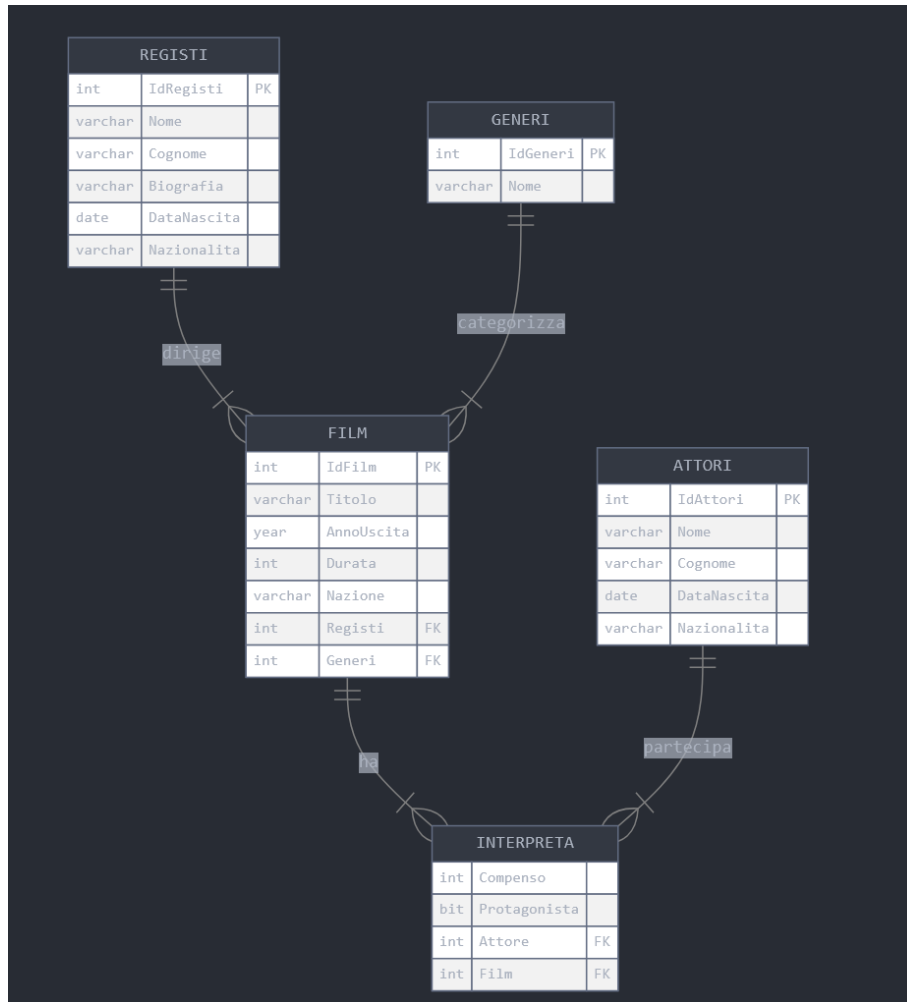 REGISTI
int IdRegisti PK
varchar Nome
varchar Cognome
varchar Biografia
date DataNascita
varchar Nazionalita
GENERI
int IdGeneri PK
varchar Nome
dirige
categorizza
FILM
int IdFilm PK
varchar Titolo
year AnnoUscita
int Durata
varchar Nazione
int Registi FK
int Generi FK
ATTORI
int IdAttori PK
varchar Nome
varchar Cognome
date DataNascita
varchar Nazionalita
ha
partecipa
INTERPRETA
int Compenso
bit Protagonista
int Attore FK
int Film FK